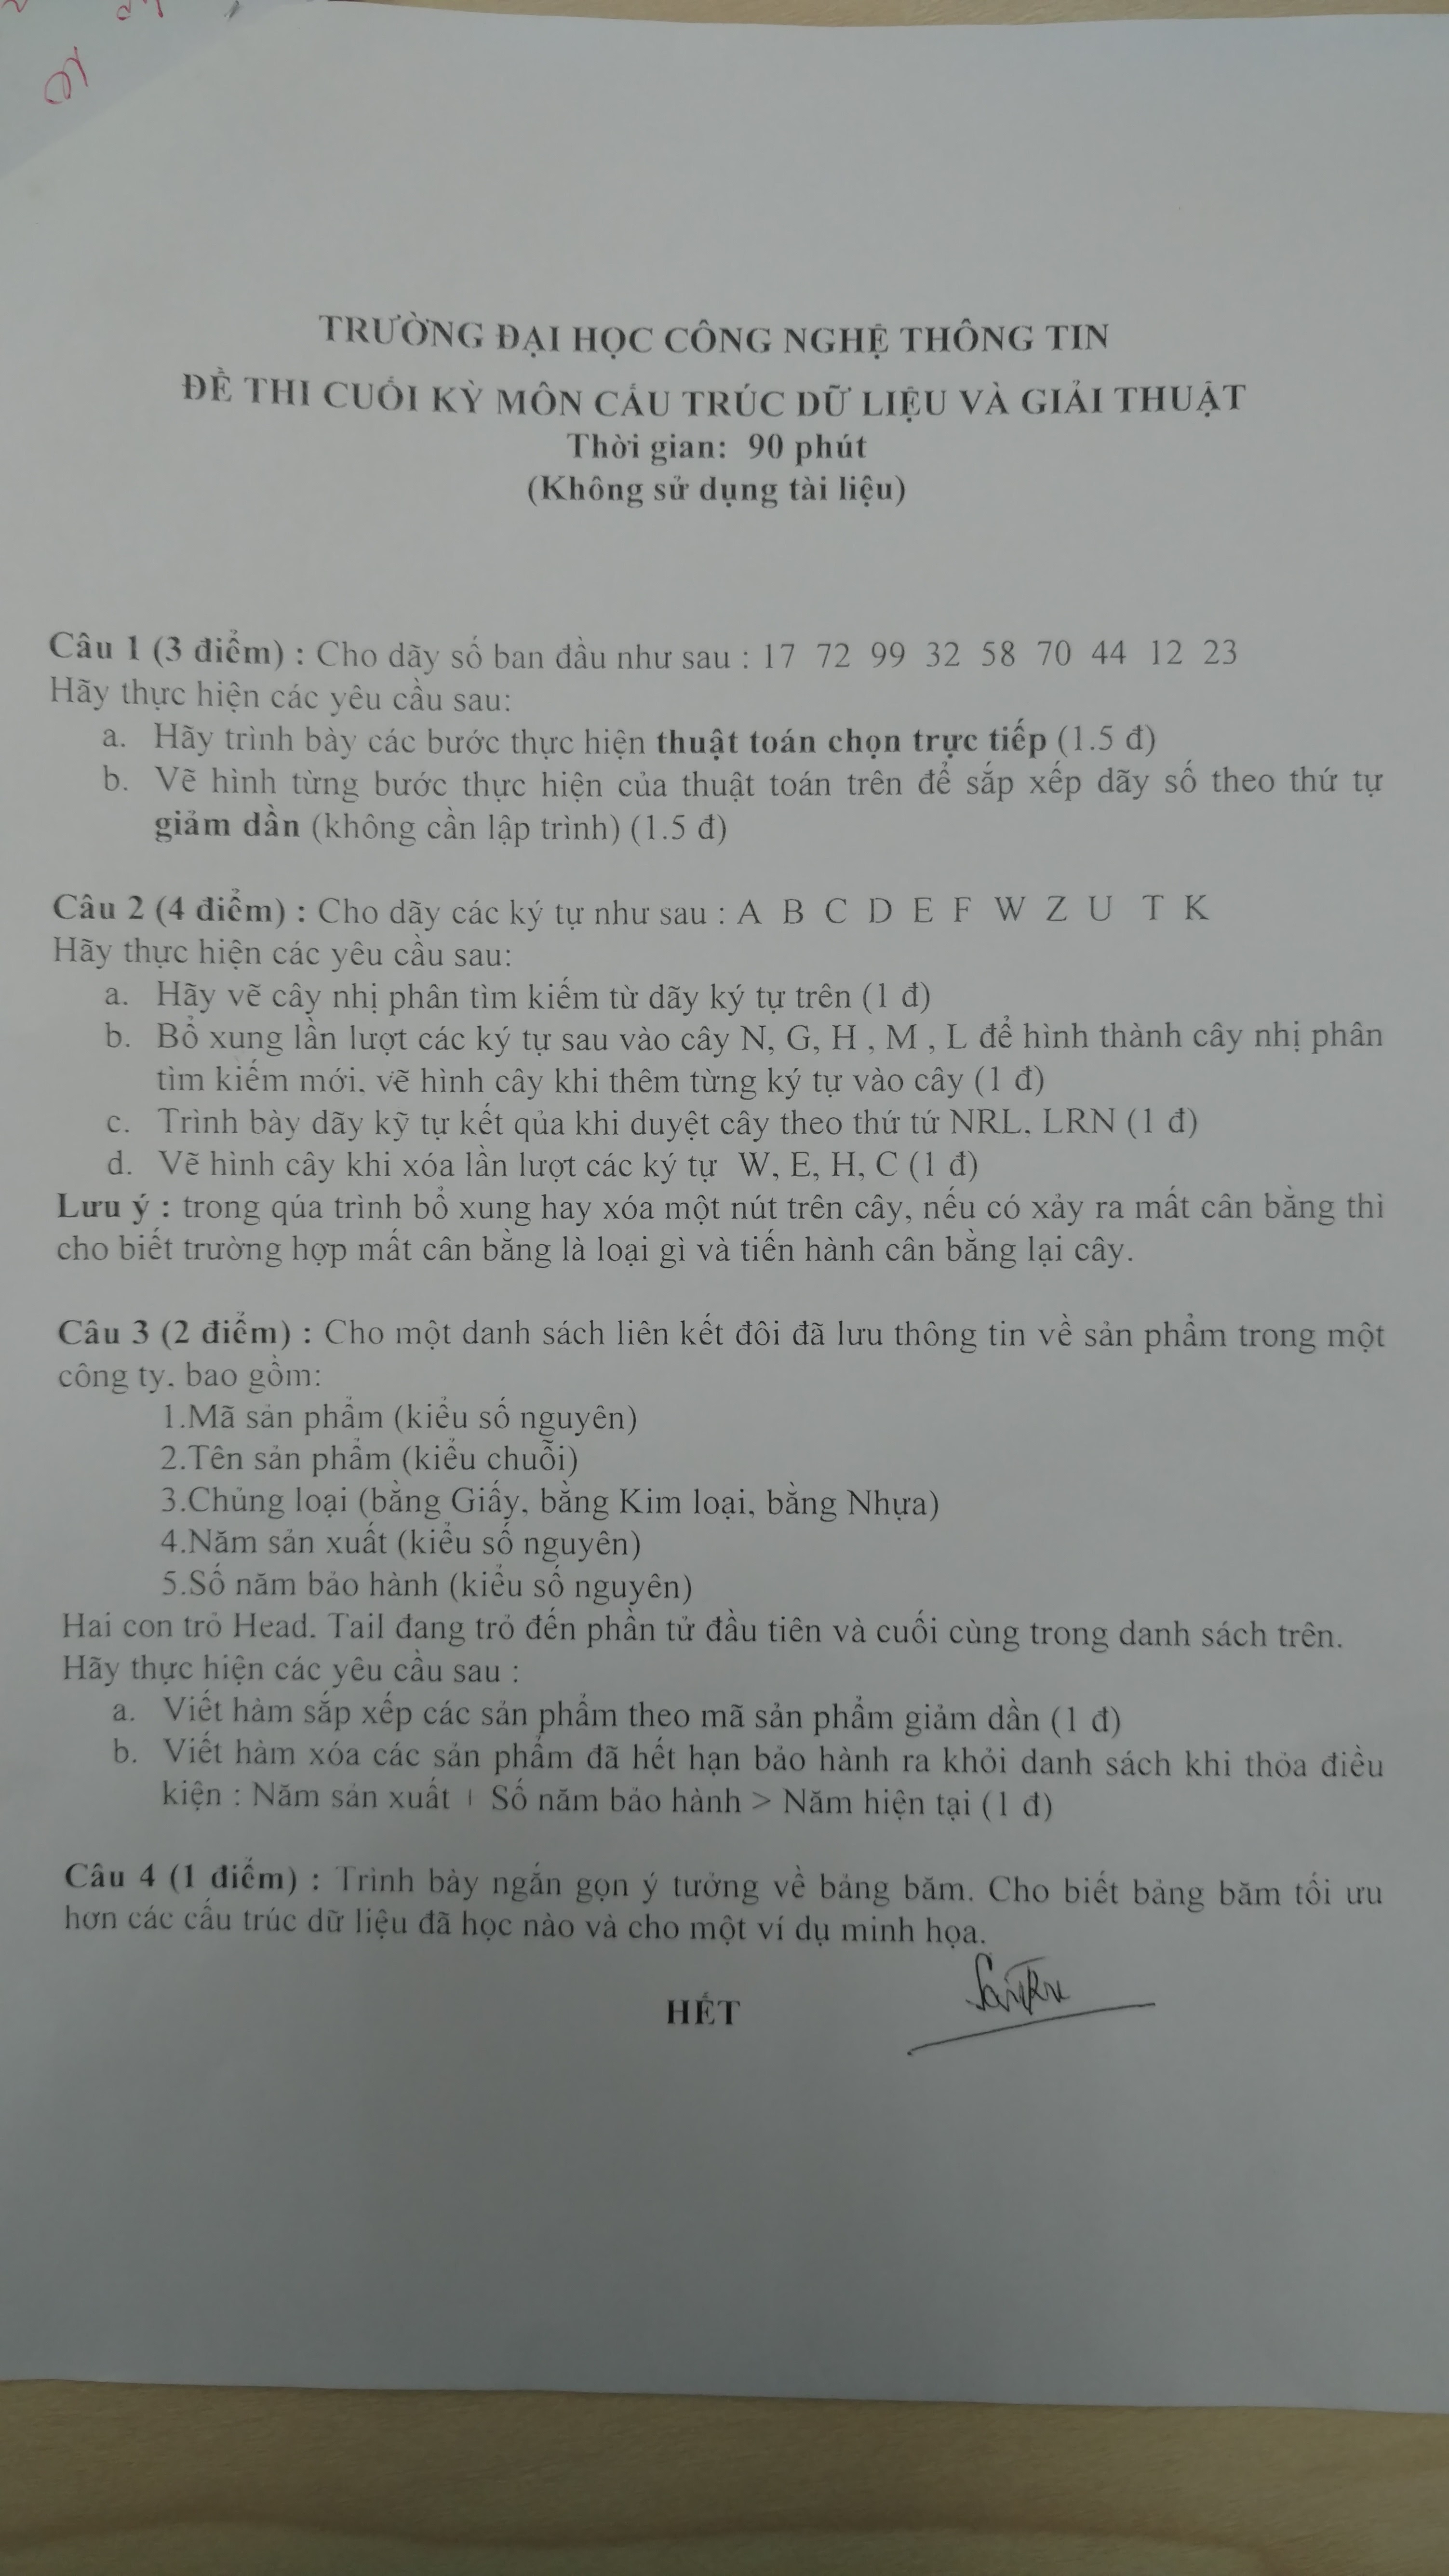 TRƯỜNG ĐẠI HỌC CÔNG NGHỆ THÔNG TIN
ĐỀ THI CUỐI KỲ MÔN CẤU TRÚC DỮ LIỆU VÀ GIẢI THUẬT
Thời gian: 90 phút
(Không sử dụng tài liệu)
Câu 1 (3 điểm) : Cho dãy số ban đầu như sau : 17 72 99 32 58 70 44 12 23
Hãy thực hiện các yêu cầu sau:
a. Hãy trình bày các bước thực hiện thuật toán chọn trực tiếp (1.5 đ)
b. Vẽ hình từng bước thực hiện của thuật toán trên để sắp xếp dãy số theo thứ tự
giảm dần (không cần lập trình) (1.5 đ)
Câu 2 (4 điểm) : Cho dãy các ký tự như sau : A B C D E F W Z U T K
Hãy thực hiện các yêu cầu sau:
a. Hãy vẽ cây nhị phân tìm kiếm từ dãy ký tự trên (1 đ)
b. Bổ xung lần lượt các ký tự sau vào cây N, G, H , M , L để hình thành cây nhị phân
tìm kiếm mới, vẽ hình cây khi thêm từng ký tự vào cây (1 đ)
c. Trình bày dãy kỹ tự kết qủa khi duyệt cây theo thứ tứ NRL, LRN (1 đ)
d. Vẽ hình cây khi xóa lần lượt các ký tự W, E, H, C (1 đ)
Lưu ý : trong qúa trình bổ xung hay xóa một nút trên cây, nếu có xảy ra mất cân bằng thì
cho biết trường hợp mất cân bằng là loại gì và tiến hành cân bằng lại cây.
Câu 3 (2 điểm) : Cho một danh sách liên kết đôi đã lưu thông tin về sản phẩm trong một
công ty, bao gồm:
1.Mã sản phẩm (kiểu số nguyên)
2.Tên sản phẩm (kiểu chuỗi)
3.Chủng loại (bằng Giấy, bằng Kim loại, bằng Nhựa)
4.Năm sản xuất (kiểu số nguyên)
5.Số năm bảo hành (kiểu số nguyên)
Hai con trỏ Head, Tail đang trỏ đến phần tử đầu tiên và cuối cùng trong danh sách trên.
Hãy thực hiện các yêu cầu sau :
a. Viết hàm sắp xếp các sản phẩm theo mã sản phẩm giảm dần (1 đ)
b. Viết hàm xóa các sản phẩm đã hết hạn bảo hành ra khỏi danh sách khi thỏa điều
kiện : Năm sản xuất + Số năm bảo hành > Năm hiện tại (1 đ)
Câu 4 (1 điểm) : Trình bày ngắn gọn ý tưởng về bảng băm. Cho biết bảng băm tối ưu
hơn các cấu trúc dữ liệu đã học nào và cho một ví dụ minh họa.
HẾT